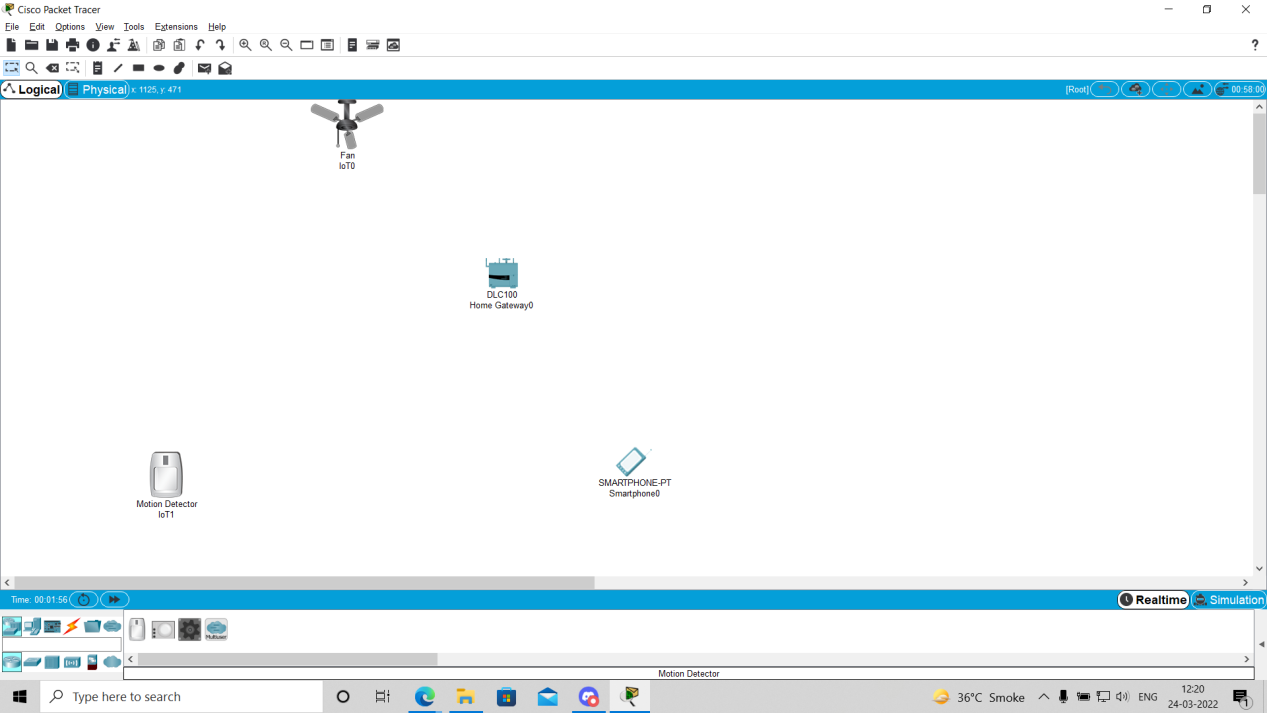 Cisco Packet Tracer
File Edit Options View Tools Extensions Help
?
Logical Physical x: 1125, y: 471 [Root] 00:58:00
Fan
IoT0
DLC100
Home Gateway0
SMARTPHONE-PT
Smartphone0
Motion Detector
IoT1
Time: 00:01:56 Realtime Simulation
Multiuser
Motion Detector
Type here to search 36°C Smoke ENG 12:20
24-03-2022 1